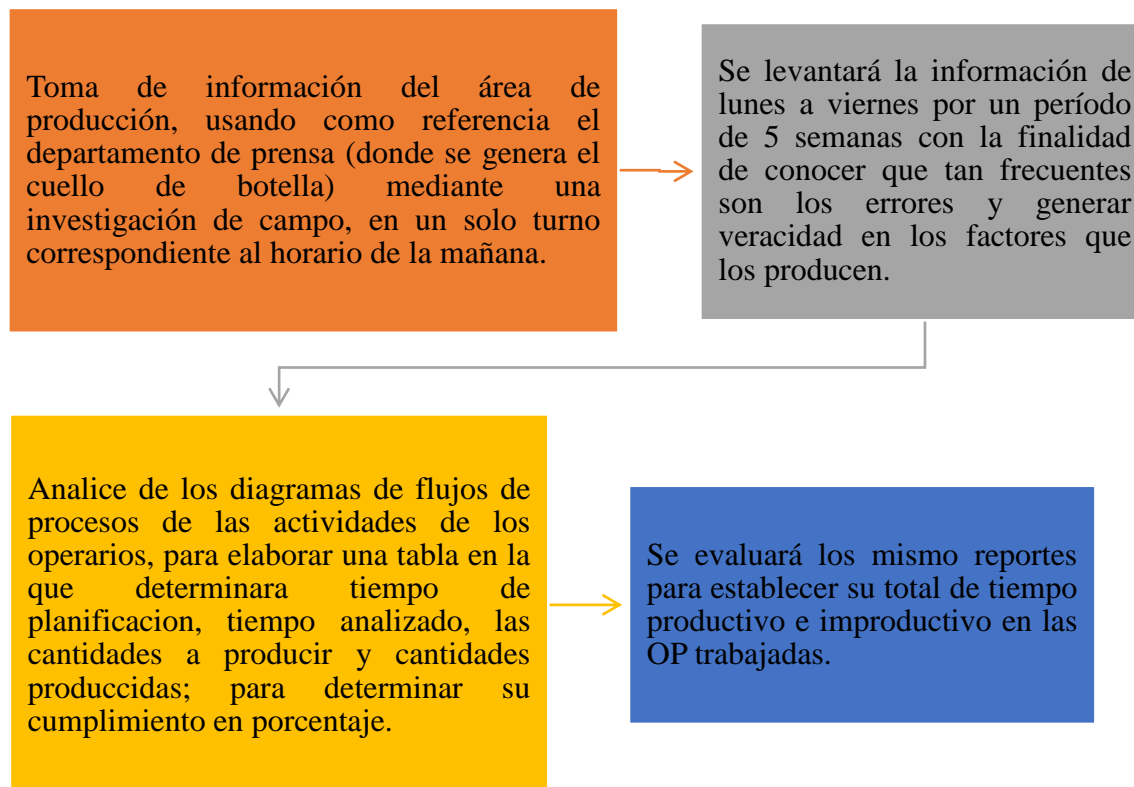 Toma de información del área de
producción, usando como referencia el
departamento de prensa (donde se genera el
cuello de botella) mediante una
investigación de campo, en un solo turno
correspondiente al horario de la mañana.
Se levantará la información de
lunes a viernes por un período
de 5 semanas con la finalidad
de conocer que tan frecuentes
son los errores y generar
veracidad en los factores que
los producen.
Analice de los diagramas de flujos de
procesos de las actividades de los
operarios, para elaborar una tabla en la
que determinara tiempo de
planificacion, tiempo analizado, las
cantidades a producir y cantidades
produccidas; para determinar su
cumplimiento en porcentaje.
Se evaluará los mismo reportes
para establecer su total de tiempo
productivo e improductivo en las
OP trabajadas.